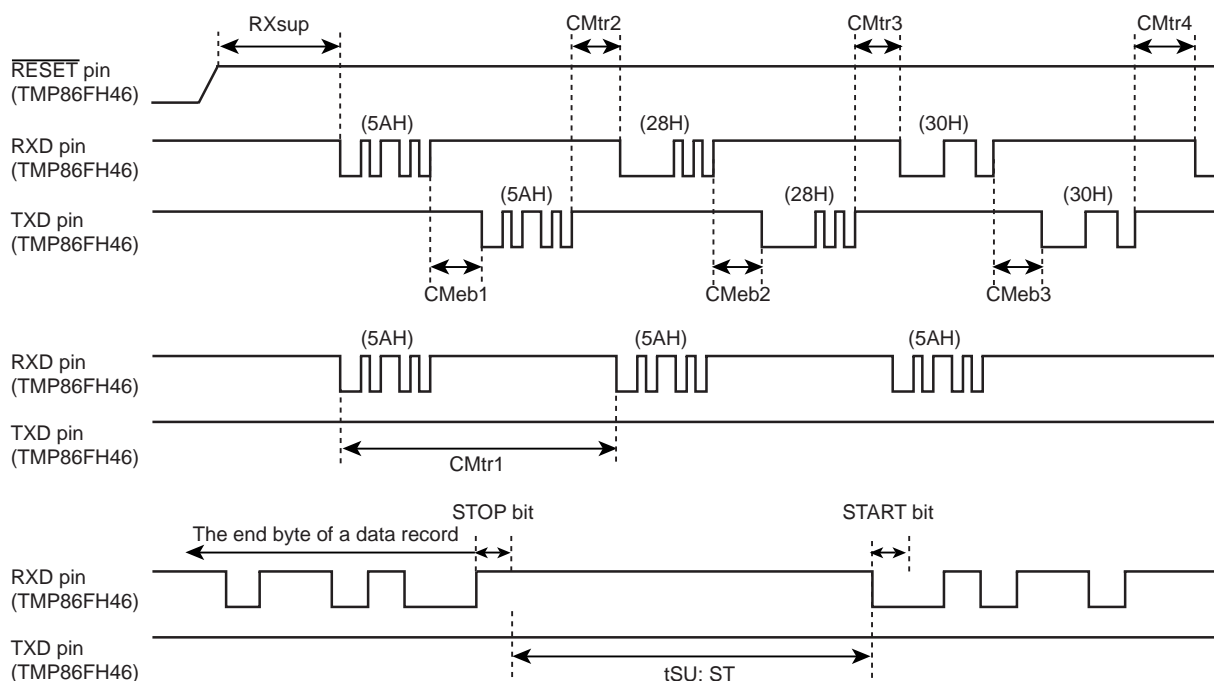 RXsup
CMtr2
CMtr3
CMtr4
RESET pin
(TMP86FH46)
(5AH)
(28H)
(30H)
RXD pin
(TMP86FH46)
(5AH)
(28H)
(30H)
TXD pin
(TMP86FH46)
CMeb1
CMeb2
CMeb3
(5AH)
(5AH)
(5AH)
RXD pin
(TMP86FH46)
TXD pin
(TMP86FH46)
CMtr1
STOP bit
START bit
The end byte of a data record
RXD pin
(TMP86FH46)
TXD pin
(TMP86FH46)
tSU; ST